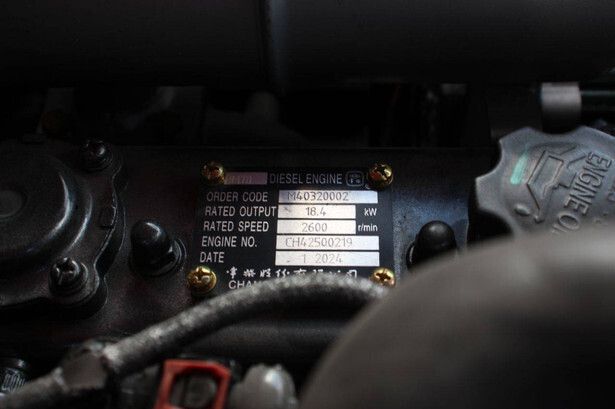 DIESEL ENGINE
ORDER CODE M40320002
RATED OUTPUT 18.4 kW
RATED SPEED 2600 r/min
ENGINE NO. CH42500219
DATE 1 2024
CHAN
ENGINE O